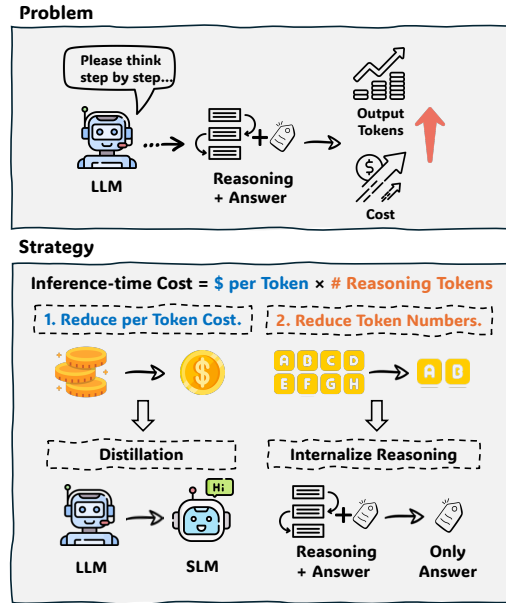 Problem
Please think
step by step...
LLM
Reasoning
+ Answer
Output
Tokens
$
Cost
Strategy
Inference-time Cost = $ per Token × # Reasoning Tokens
1. Reduce per Token Cost.
2. Reduce Token Numbers.
$
A B C D
E F G H
A B
Distillation
Internalize Reasoning
Hi
LLM
SLM
Reasoning
+ Answer
Only
Answer